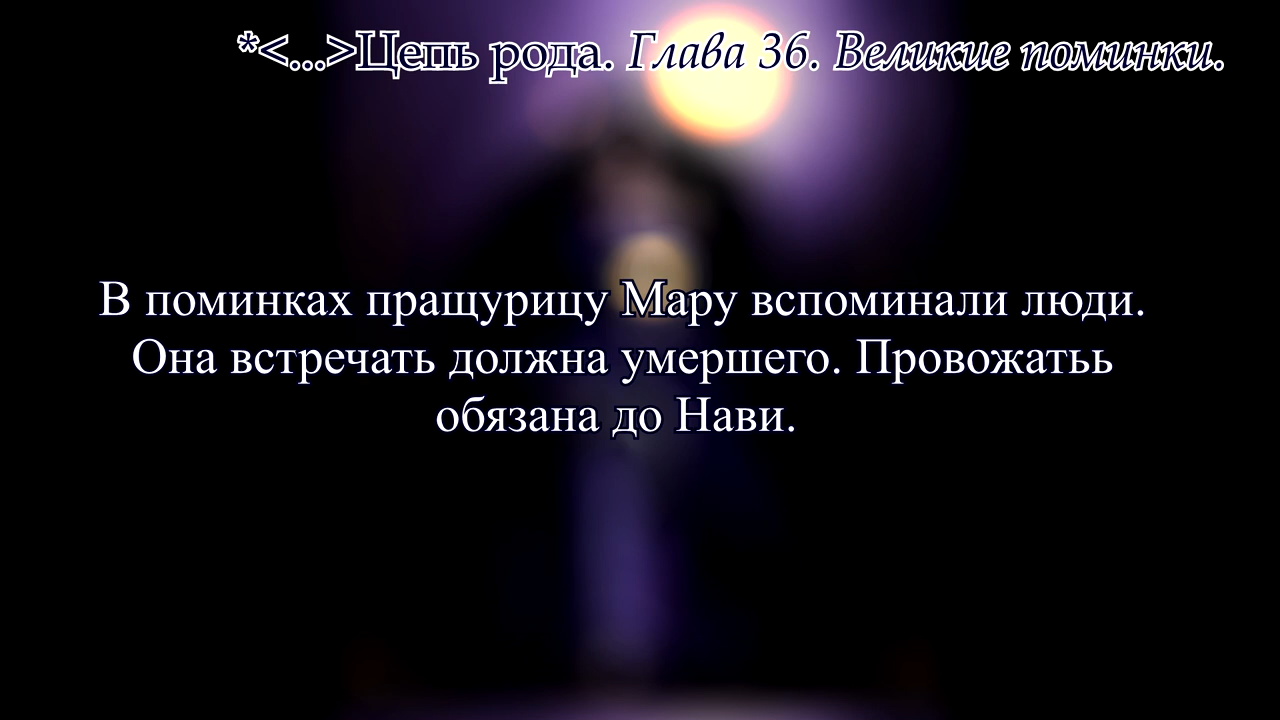 *<...>Цепь рода. Глава 36. Великие поминки.
В поминках пращурицу Мару вспоминали люди.
Она встречать должна умершего. Провожатьь
обязана до Нави.